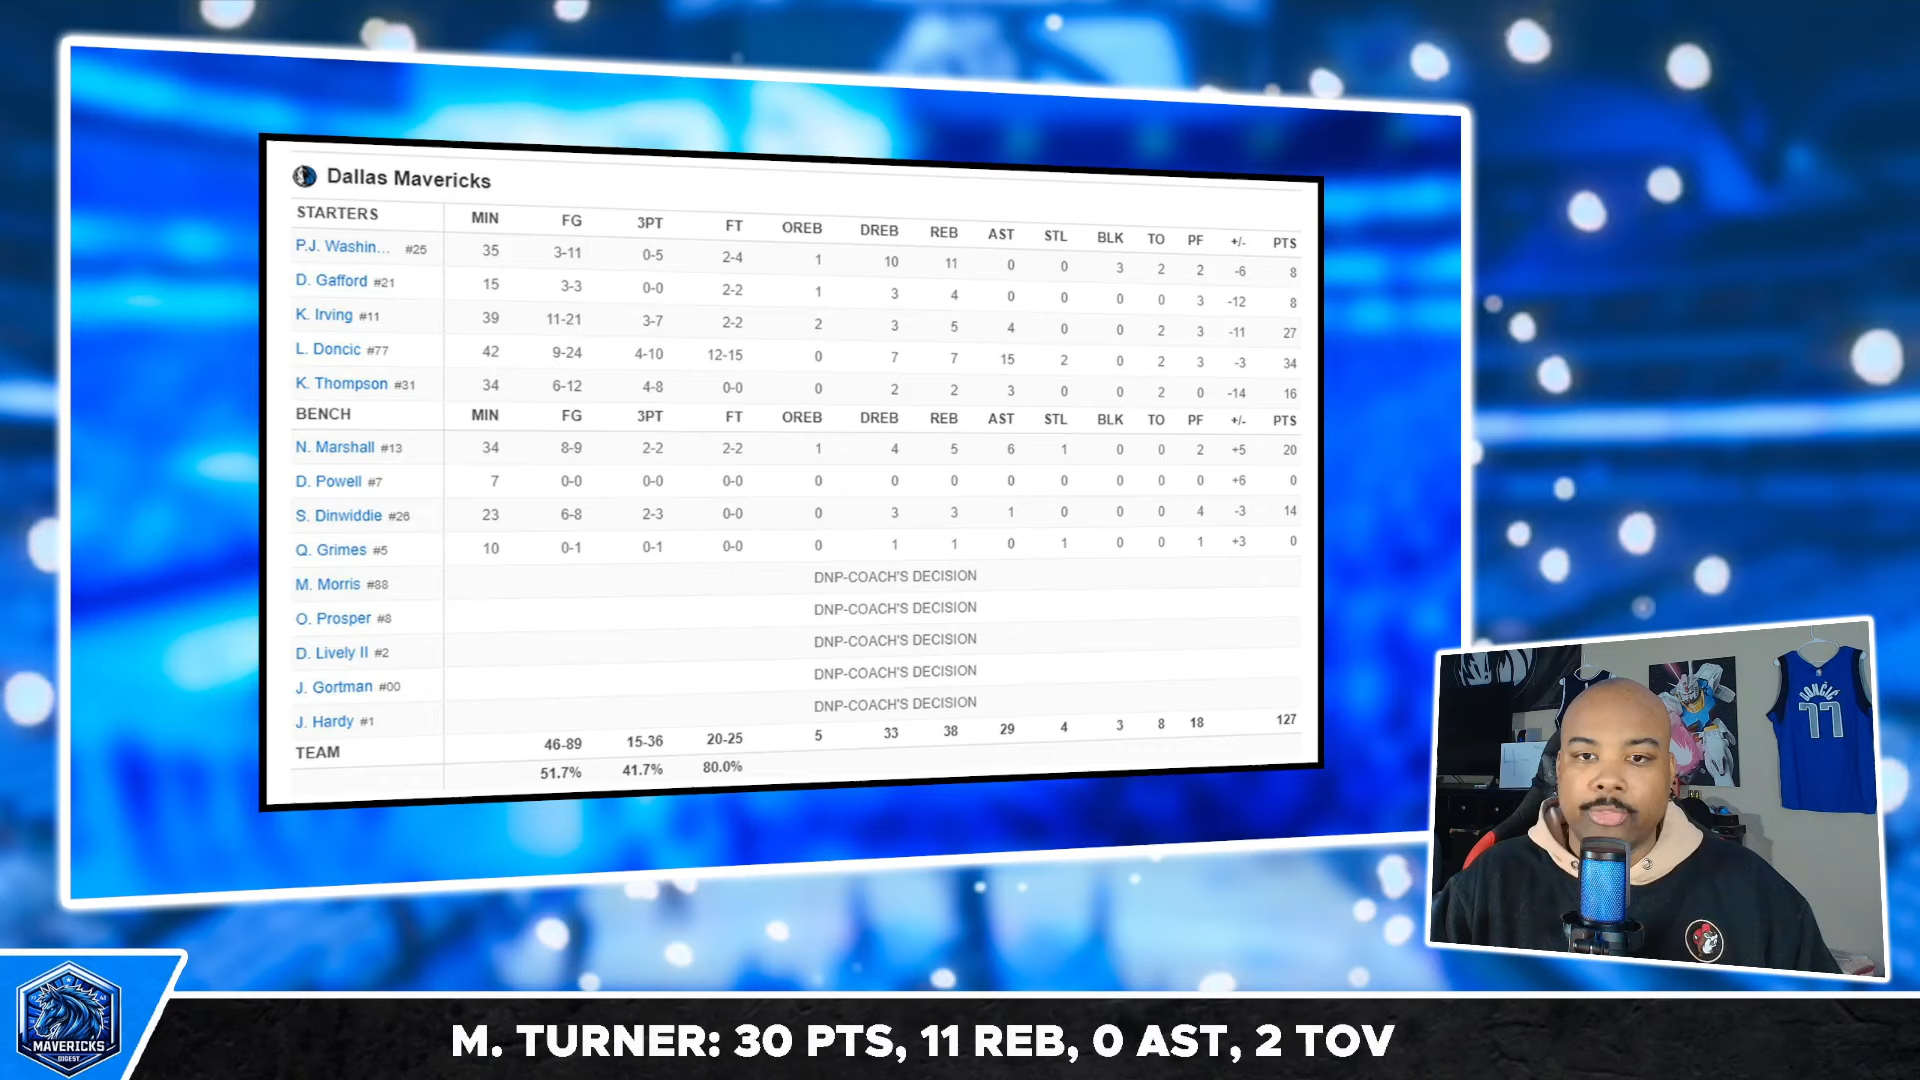 Dallas Mavericks
STARTERS MIN FG 3PT FT OREB DREB REB AST STL BLK TO PF +/- PTS
P.J. Washin... #25 35 3-11 0-5 2-4 1 10 11 0 0 3 2 2 -6 8
D. Gafford #21 15 3-3 0-0 2-2 1 3 4 0 0 0 0 3 -12 8
K. Irving #11 39 11-21 3-7 2-2 2 3 5 4 0 0 2 3 -11 27
L. Doncic #77 42 9-24 4-10 12-15 0 7 7 15 2 0 2 3 -3 34
K. Thompson #31 34 6-12 4-8 0-0 0 2 2 3 0 0 2 0 -14 16
BENCH MIN FG 3PT FT OREB DREB REB AST STL BLK TO PF +/- PTS
N. Marshall #13 34 8-9 2-2 2-2 1 4 5 6 1 0 0 2 +5 20
D. Powell #7 7 0-0 0-0 0-0 0 0 0 0 0 0 0 0 +6 0
S. Dinwiddie #26 23 6-8 2-3 0-0 0 3 3 1 0 0 0 4 -3 14
Q. Grimes #5 10 0-1 0-1 0-0 0 1 1 0 1 0 0 1 +3 0
M. Morris #88 DNP-COACH'S DECISION
O. Prosper #8 DNP-COACH'S DECISION
D. Lively II #2 DNP-COACH'S DECISION
J. Gortman #00 DNP-COACH'S DECISION
J. Hardy #1 DNP-COACH'S DECISION
TEAM 46-89 15-36 20-25 5 33 38 29 4 3 8 18 127
51.7% 41.7% 80.0%
DONČIĆ
77
MAVERICKS
DIGEST
M. TURNER: 30 PTS, 11 REB, 0 AST, 2 TOV